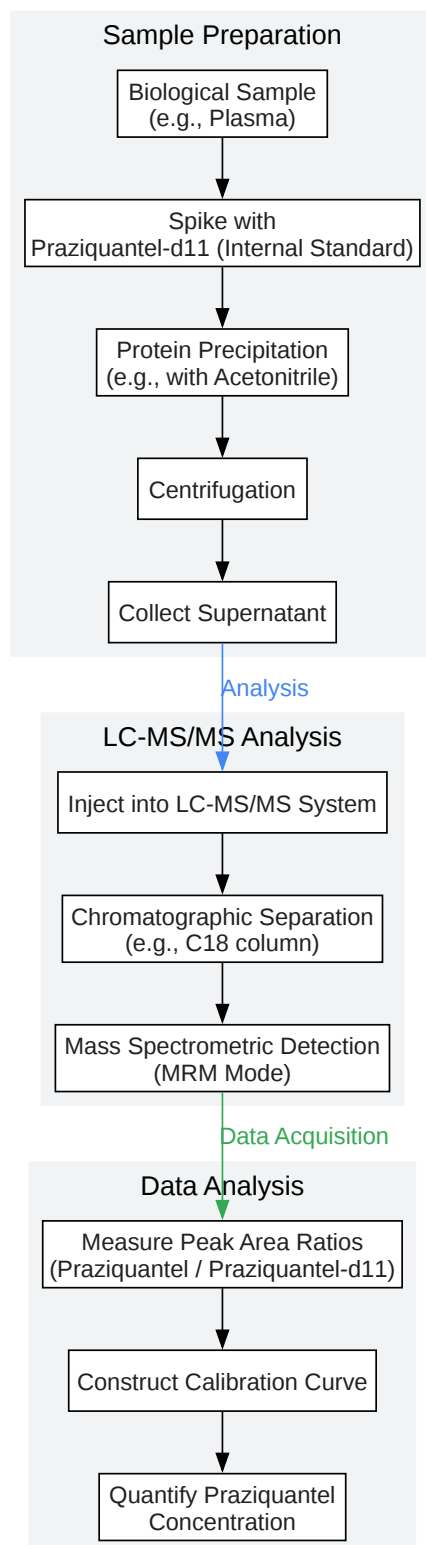 Sample Preparation
Biological Sample
(e.g., Plasma)
Spike with
Praziquantel-d11 (Internal Standard)
Protein Precipitation
(e.g., with Acetonitrile)
Centrifugation
Collect Supernatant
Analysis
LC-MS/MS Analysis
Inject into LC-MS/MS System
Chromatographic Separation
(e.g., C18 column)
Mass Spectrometric Detection
(MRM Mode)
Data Acquisition
Data Analysis
Measure Peak Area Ratios
(Praziquantel / Praziquantel-d11)
Construct Calibration Curve
Quantify Praziquantel
Concentration